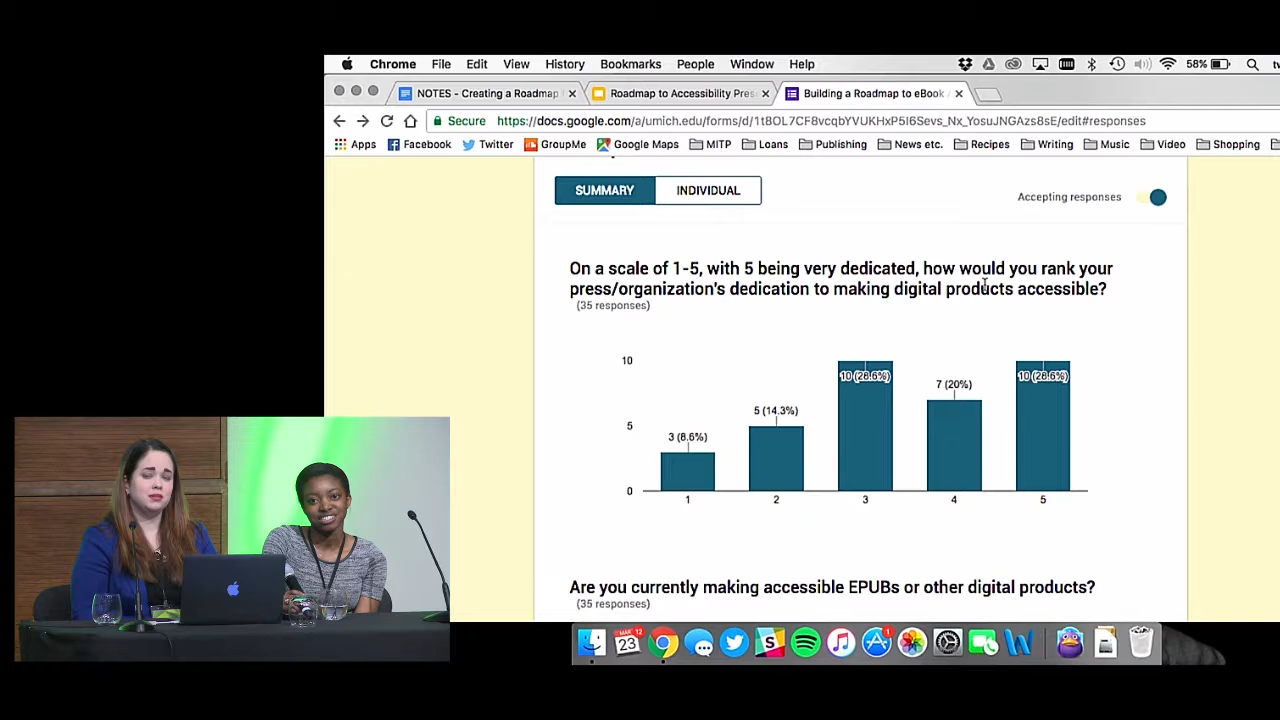 Chrome File Edit View History Bookmarks People Window Help 58%
NOTES - Creating a Roadmap Roadmap to Accessibility Pres Building a Roadmap to eBook
Secure https://docs.google.com/a/umich.edu/forms/d/1t8OL7CF8vcqbYVUKHxP5I6Sevs_Nx_YosuJNGAzs8sE/edit#responses
Apps Facebook Twitter GroupMe Google Maps MITP Loans Publishing News etc. Recipes Writing Music Video Shopping
SUMMARY INDIVIDUAL
Accepting responses
On a scale of 1-5, with 5 being very dedicated, how would you rank your
press/organization's dedication to making digital products accessible?
(35 responses)
10
5
0
3 (8.6%)
5 (14.3%)
10 (28.6%)
7 (20%)
10 (28.6%)
1 2 3 4 5
Are you currently making accessible EPUBs or other digital products?
(35 responses)
MAR 12
23
1